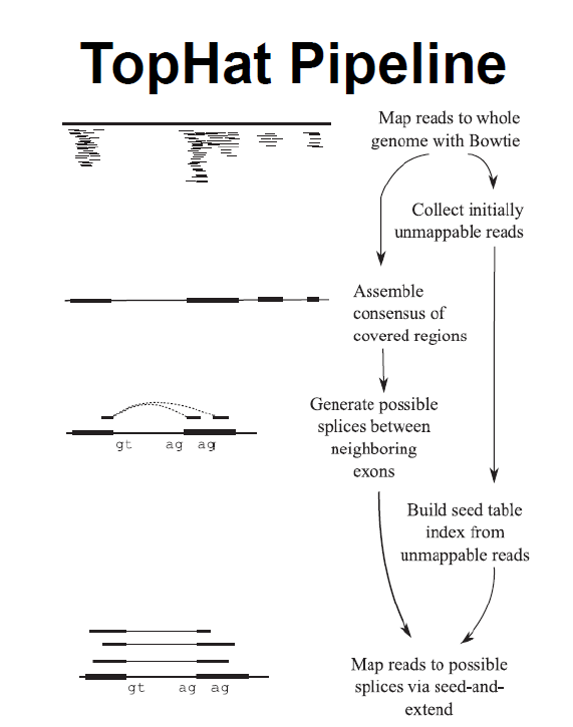 TopHat Pipeline
Map reads to whole
genome with Bowtie
Collect initially
unmappable reads
Assemble
consensus of
covered regions
Generate possible
splices between
neighboring
exons
gt ag ag
Build seed table
index from
unmappable reads
Map reads to possible
splices via seed-and-
extend
gt ag ag